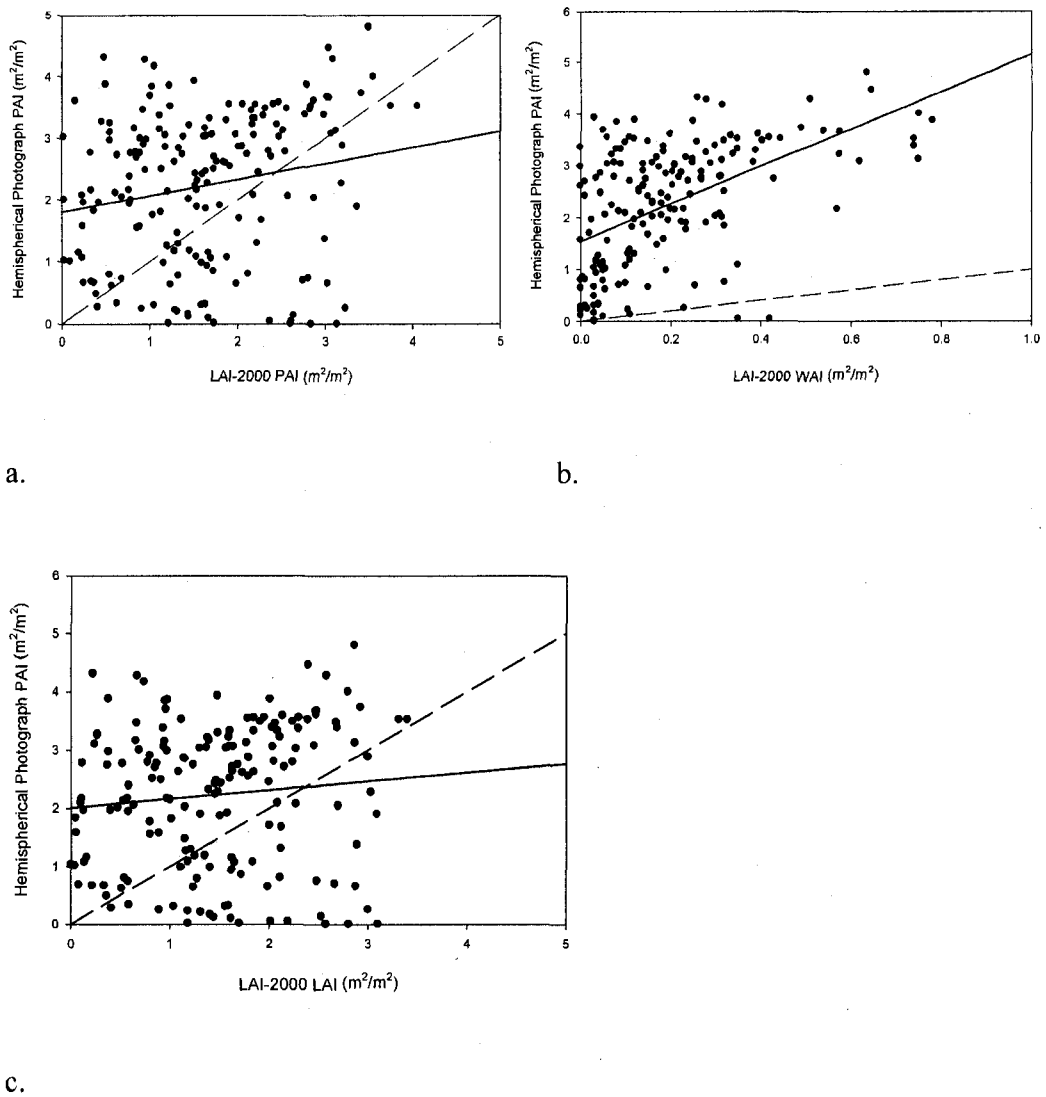 Hemispherical Photograph PAI (m²/m²)
5
4
3
2
1
0
0 1 2 3 4 5
LAI-2000 PAI (m²/m²)
Hemispherical Photograph PAI (m²/m²)
6
5
4
3
2
1
0
0.0 0.2 0.4 0.6 0.8 1.0
LAI-2000 WAI (m²/m²)
a.
b.
Hemispherical Photograph PAI (m²/m²)
6
5
4
3
2
1
0
0 1 2 3 4 5
LAI-2000 LAI (m²/m²)
c.